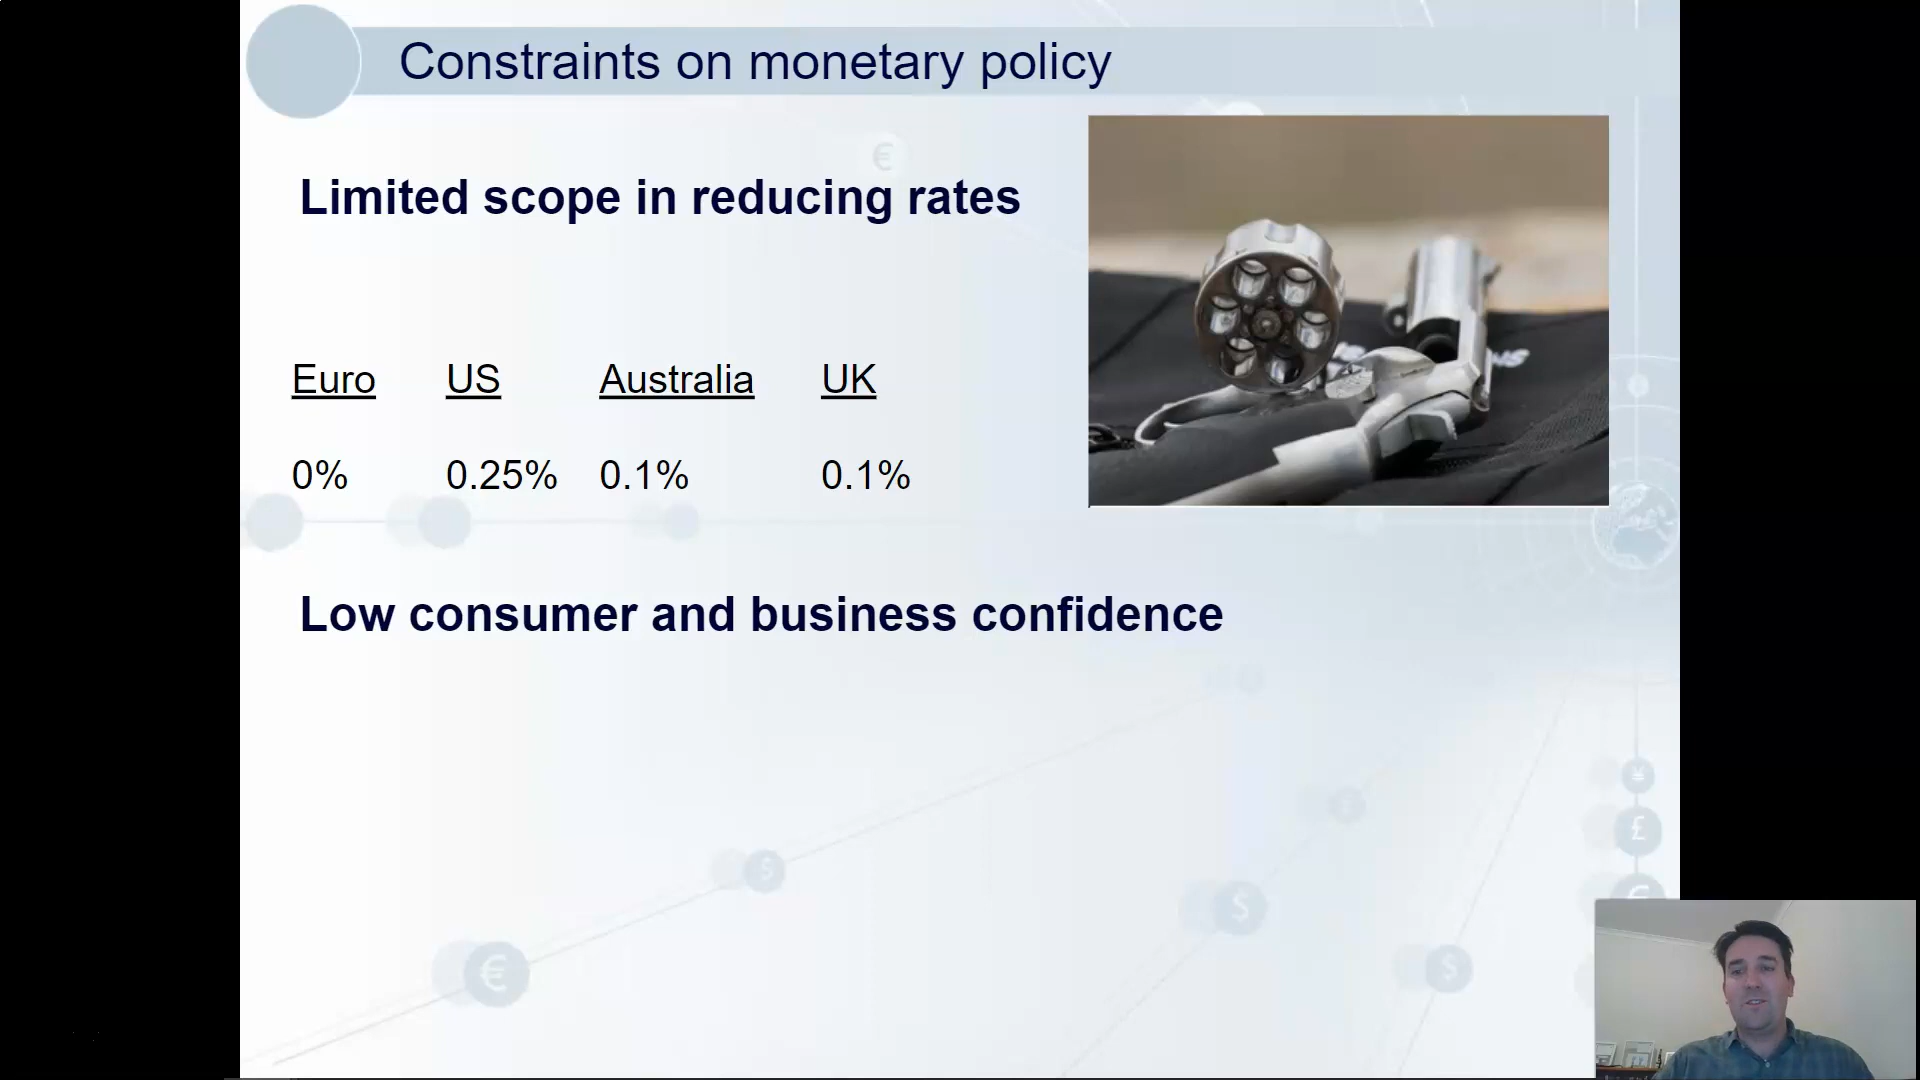 Constraints on monetary policy
Limited scope in reducing rates
Euro US Australia UK
0% 0.25% 0.1% 0.1%
Low consumer and business confidence